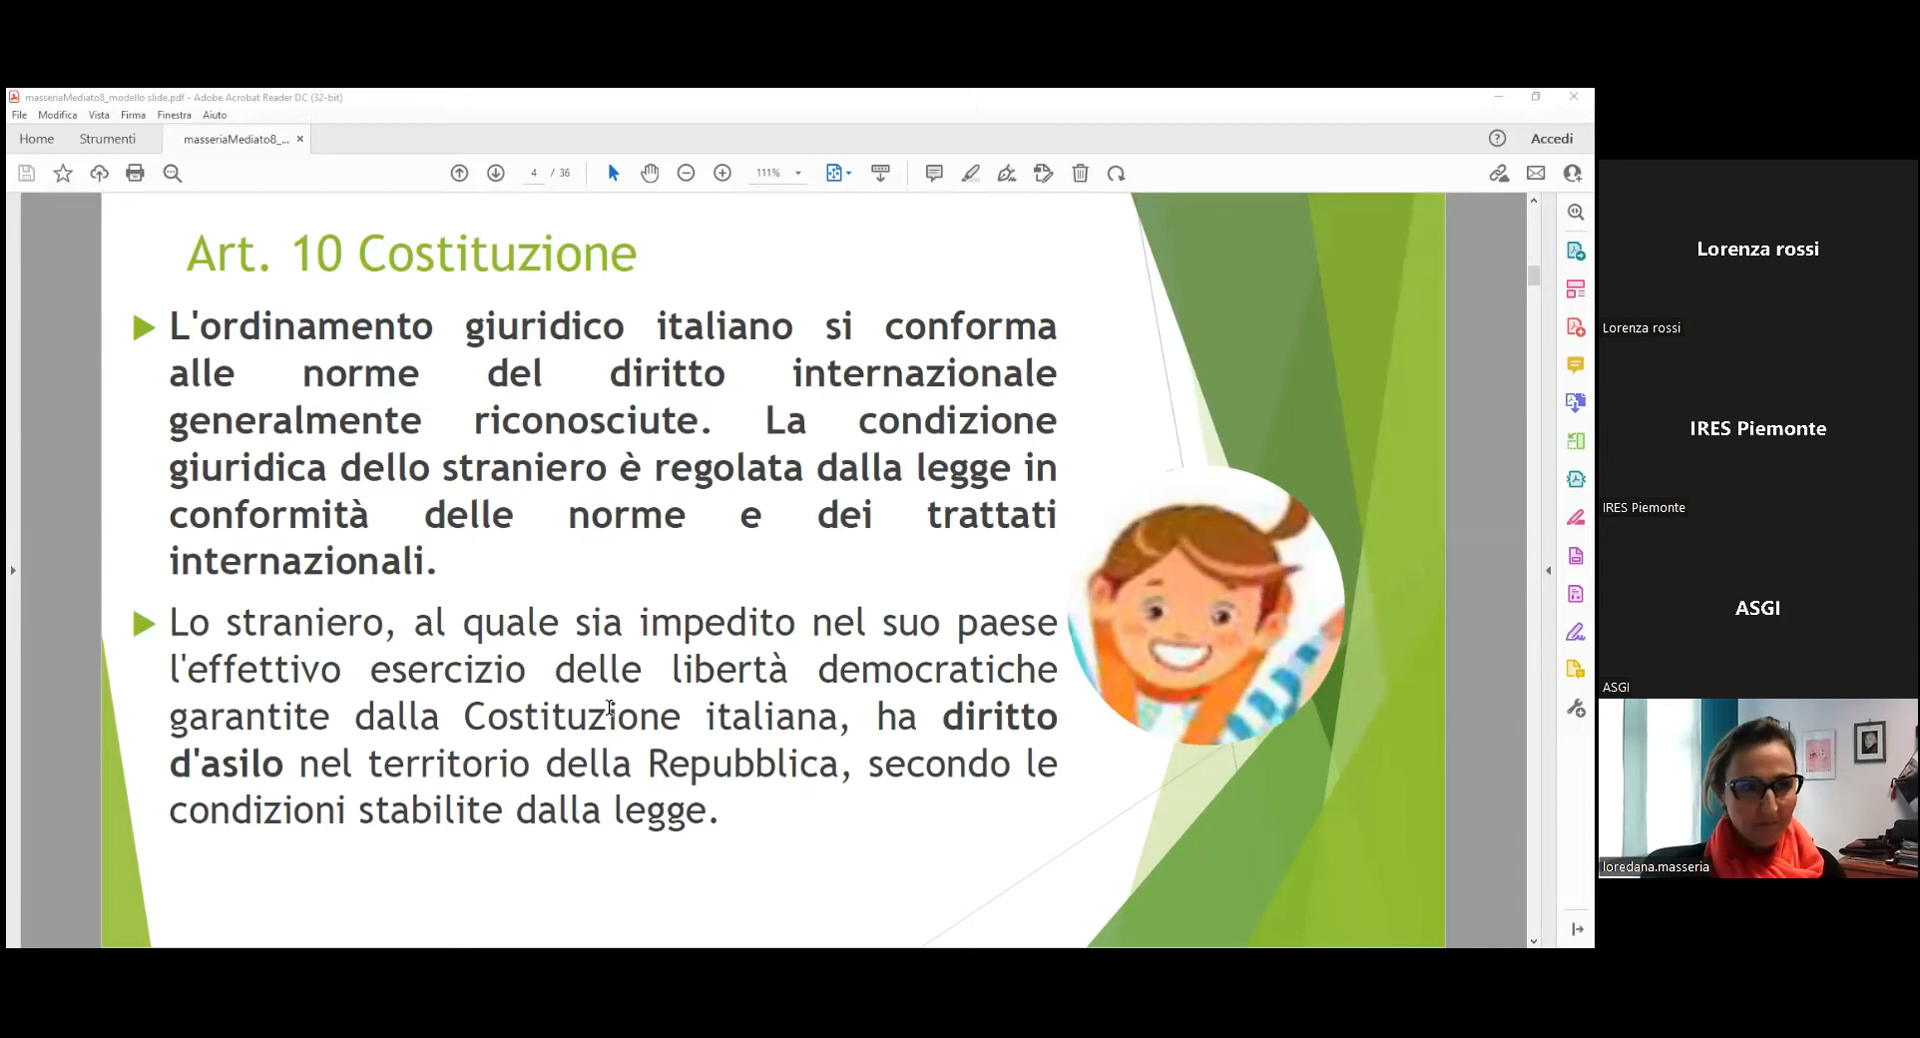 masseriaMediato8_modello slide.pdf - Adobe Acrobat Reader DC (32-bit)
File Modifica Vista Firma Finestra Aiuto
Home Strumenti masseriaMediato8_... × Accedi
4 / 36 111%
Art. 10 Costituzione
L'ordinamento giuridico italiano si conforma
alle norme del diritto internazionale
generalmente riconosciute. La condizione
giuridica dello straniero è regolata dalla legge in
conformità delle norme e dei trattati
internazionali.
Lo straniero, al quale sia impedito nel suo paese
l'effettivo esercizio delle libertà democratiche
garantite dalla Costituzione italiana, ha diritto
d'asilo nel territorio della Repubblica, secondo le
condizioni stabilite dalla legge.
Lorenza rossi
Lorenza rossi
IRES Piemonte
IRES Piemonte
ASGI
ASGI
loredana.masseria